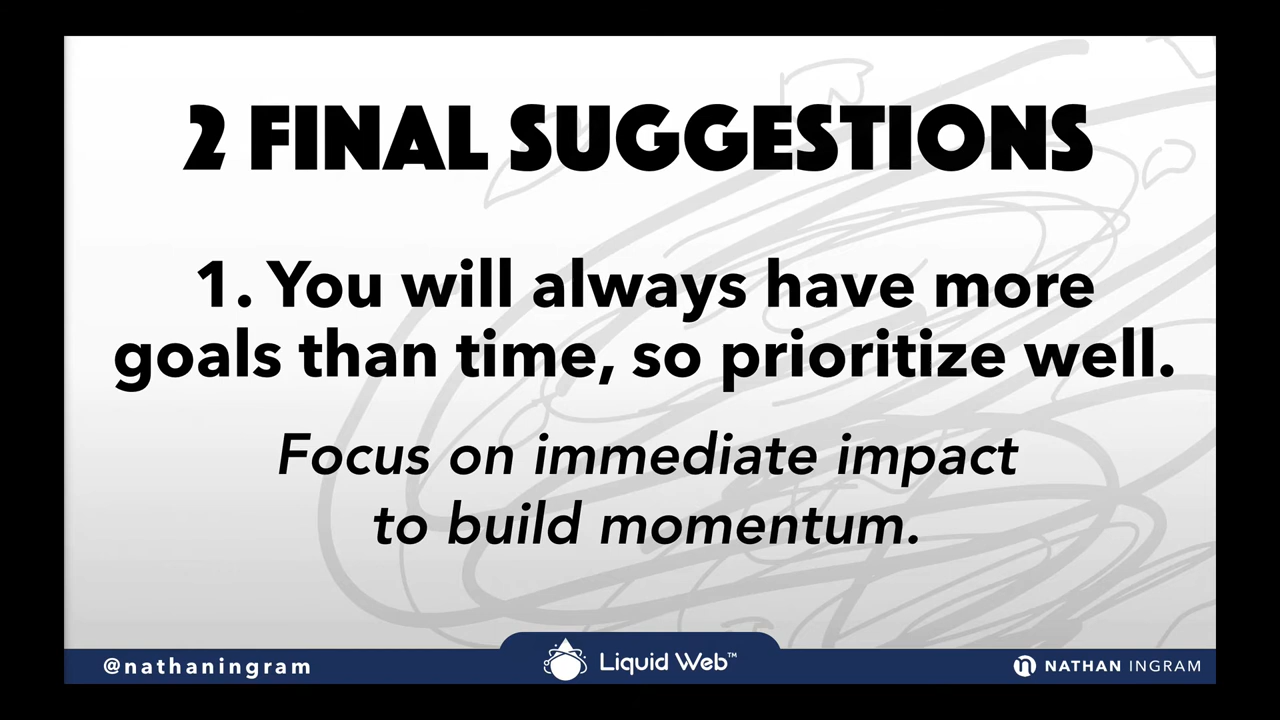 2 FINAL SUGGESTIONS
1. You will always have more
goals than time, so prioritize well.
Focus on immediate impact
to build momentum.
@nathaningram
Liquid Web™
NATHAN INGRAM